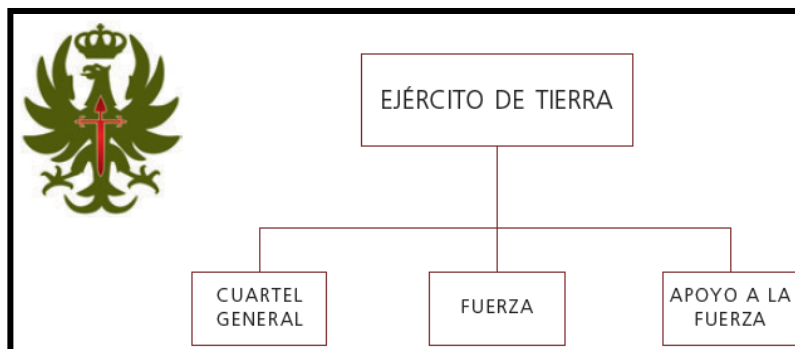 EJÉRCITO DE TIERRA
CUARTEL
GENERAL
FUERZA
APOYO A LA
FUERZA